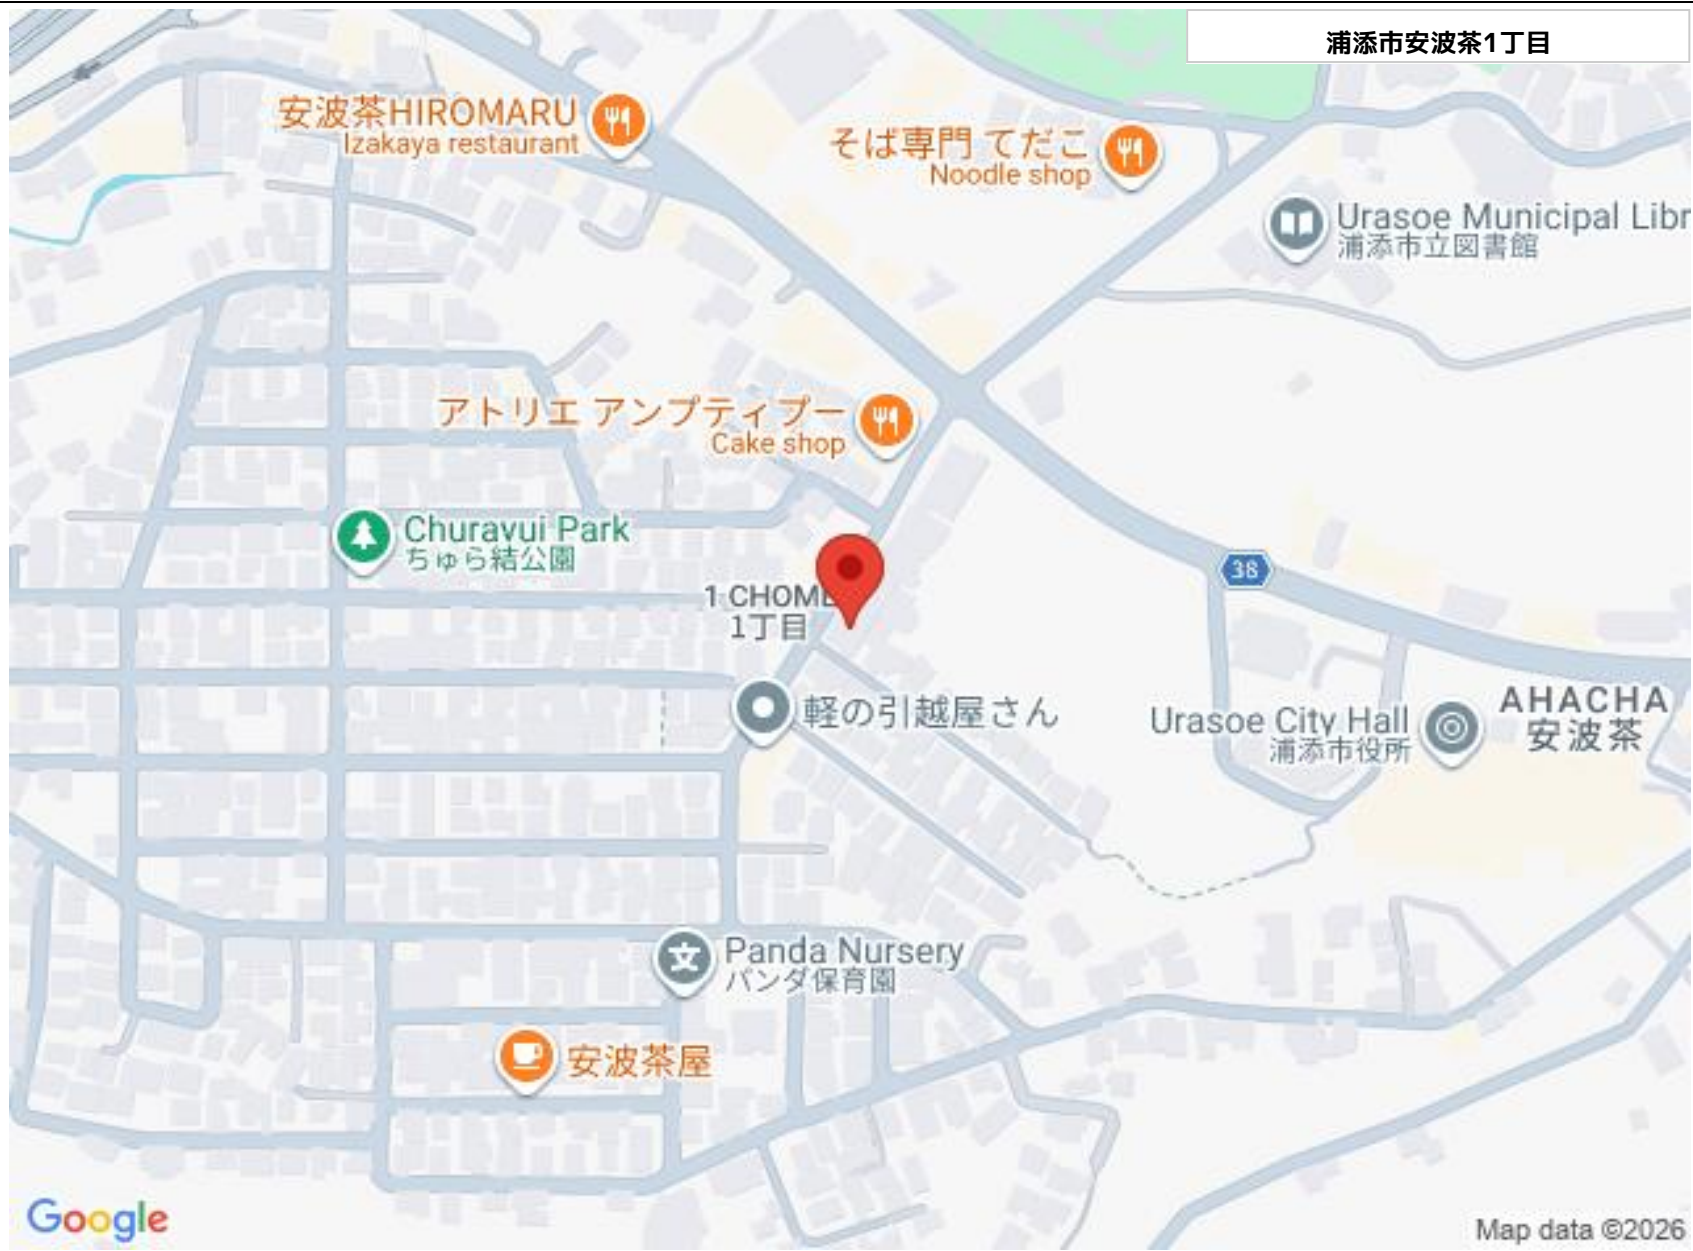 浦添市安波茶1丁目
安波茶HIROMARU
Izakaya restaurant
そば専門 てだこ
Noodle shop
Urasoe Municipal Libr
浦添市立図書館
アトリエ アンプティプー
Cake shop
Churavui Park
ちゅら結公園
38
1 CHOME
1丁目
軽の引越屋さん
Urasoe City Hall
浦添市役所
AHACHA
安波茶
Panda Nursery
パンダ保育園
安波茶屋
Google
Map data ©2026